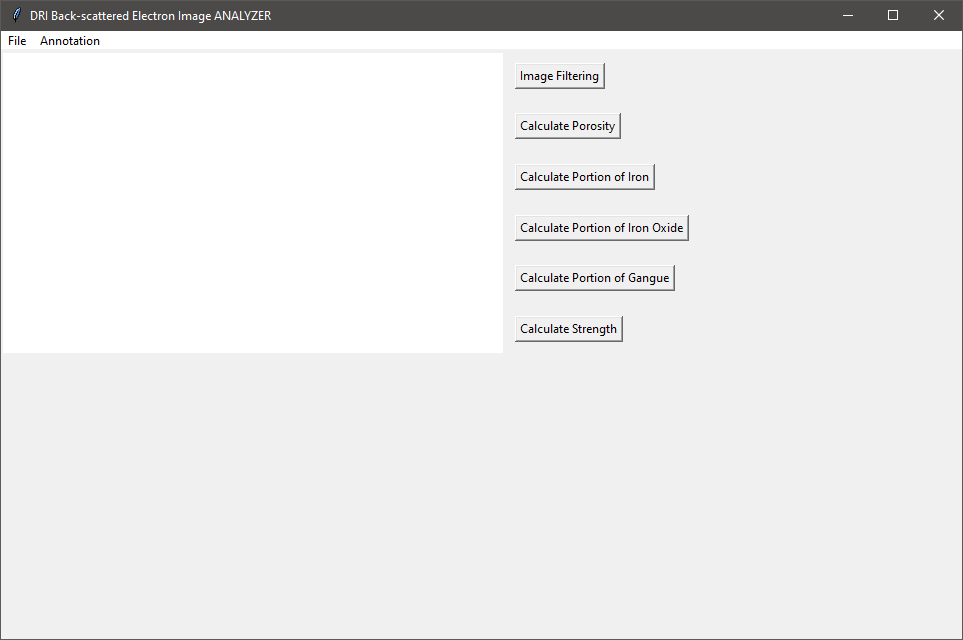 DRI Back-scattered Electron Image ANALYZER
File Annotation
Image Filtering
Calculate Porosity
Calculate Portion of Iron
Calculate Portion of Iron Oxide
Calculate Portion of Gangue
Calculate Strength